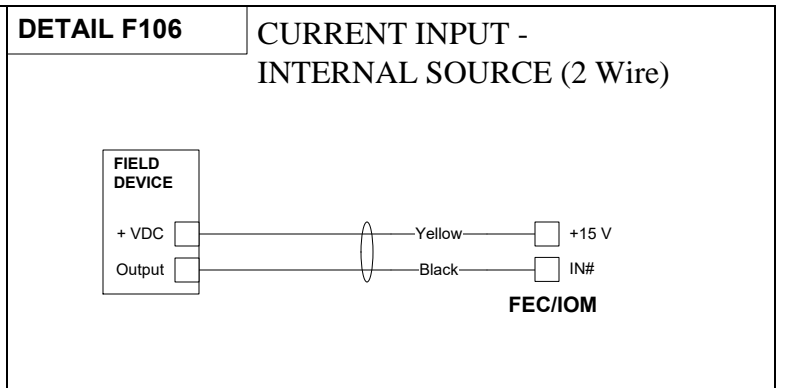 DETAIL F106
CURRENT INPUT -
INTERNAL SOURCE (2 Wire)
FIELD
DEVICE
+ VDC Yellow +15 V
Output Black IN#
FEC/IOM